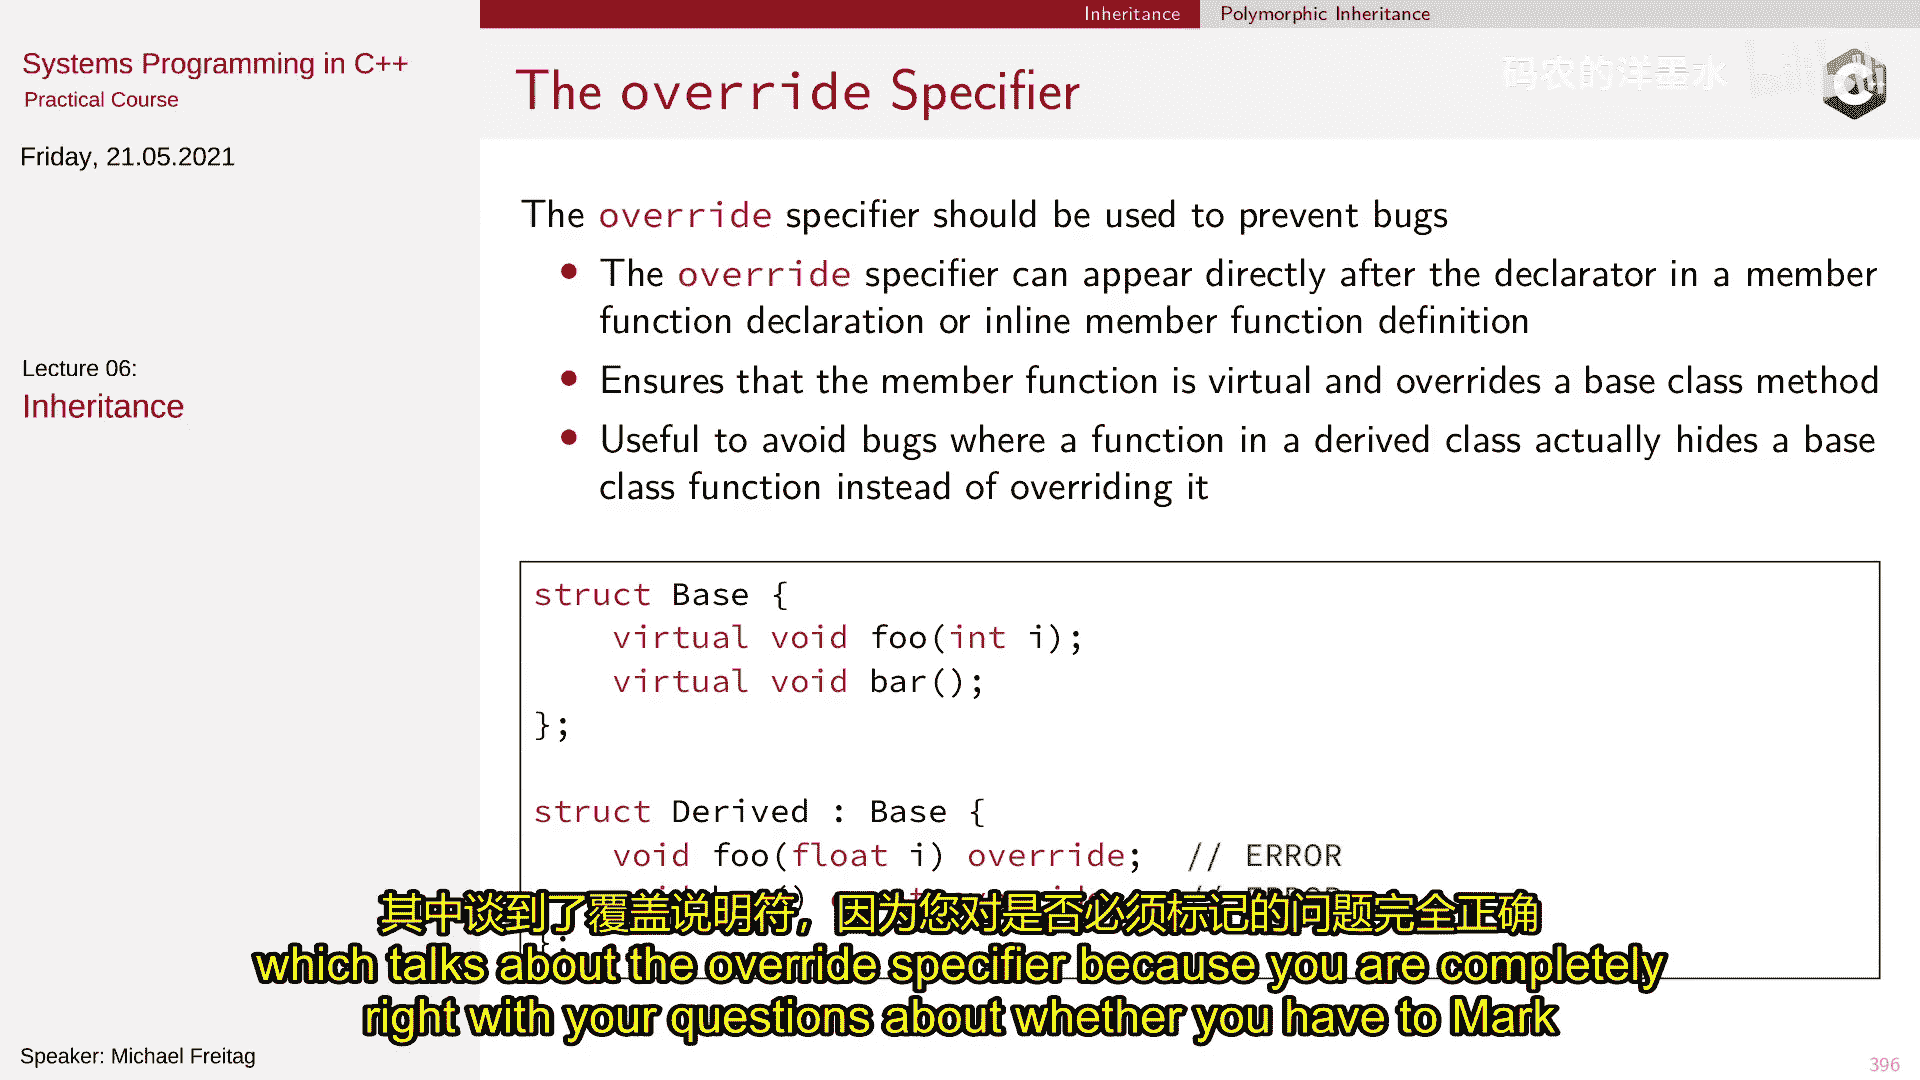 Inheritance
Polymorphic Inheritance
Systems Programming in C++
Practical Course
Friday, 21.05.2021
Lecture 06:
Inheritance
The override Specifier
码农的洋墨水
The override specifier should be used to prevent bugs
The override specifier can appear directly after the declarator in a member
function declaration or inline member function definition
Ensures that the member function is virtual and overrides a base class method
Useful to avoid bugs where a function in a derived class actually hides a base
class function instead of overriding it
struct Base {
virtual void foo(int i);
virtual void bar();
};
struct Derived : Base {
void foo(float i) override; // ERROR
};
其中谈到了覆盖说明符，因为您对是否必须标记的问题完全正确
which talks about the override specifier because you are completely
right with your questions about whether you have to Mark
Speaker: Michael Freitag
396